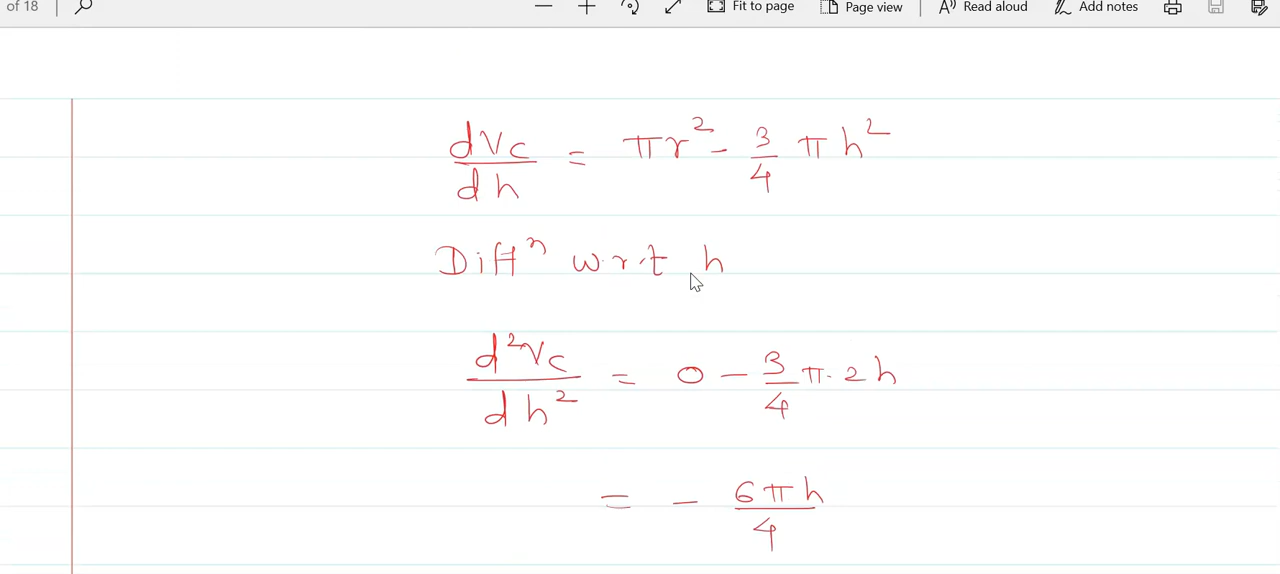 of 18 Fit to page Page view Read aloud Add notes
dVc/dh = πr² - 3/4 πh²
Diffⁿ w.r.t h
d²Vc/dh² = 0 - 3/4 π·2h
= - 6πh/4